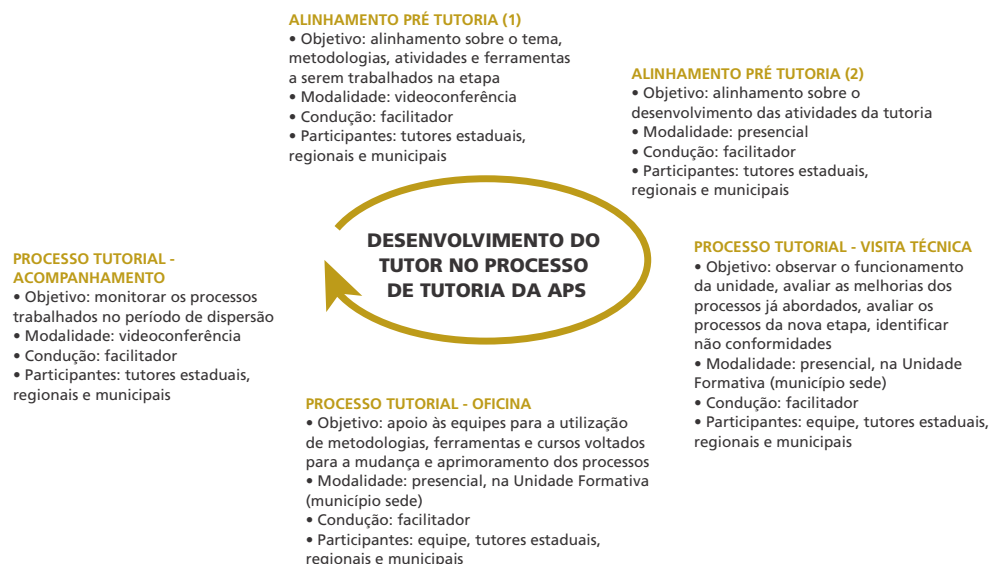 ALINHAMENTO PRÉ TUTORIA (1)
• Objetivo: alinhamento sobre o tema,
metodologias, atividades e ferramentas
a serem trabalhados na etapa
• Modalidade: videoconferência
• Condução: facilitador
• Participantes: tutores estaduais,
regionais e municipais
ALINHAMENTO PRÉ TUTORIA (2)
• Objetivo: alinhamento sobre o
desenvolvimento das atividades da tutoria
• Modalidade: presencial
• Condução: facilitador
• Participantes: tutores estaduais,
regionais e municipais
DESENVOLVIMENTO DO
TUTOR NO PROCESSO
DE TUTORIA DA APS
PROCESSO TUTORIAL - VISITA TÉCNICA
• Objetivo: observar o funcionamento
da unidade, avaliar as melhorias dos
processos já abordados, avaliar os
processos da nova etapa, identificar
não conformidades
• Modalidade: presencial, na Unidade
Formativa (município sede)
• Condução: facilitador
• Participantes: equipe, tutores estaduais,
regionais e municipais
PROCESSO TUTORIAL - OFICINA
• Objetivo: apoio às equipes para a utilização
de metodologias, ferramentas e cursos voltados
para a mudança e aprimoramento dos processos
• Modalidade: presencial, na Unidade Formativa
(município sede)
• Condução: facilitador
• Participantes: equipe, tutores estaduais,
regionais e municipais
PROCESSO TUTORIAL -
ACOMPANHAMENTO
• Objetivo: monitorar os processos
trabalhados no período de dispersão
• Modalidade: videoconferência
• Condução: facilitador
• Participantes: tutores estaduais,
regionais e municipais